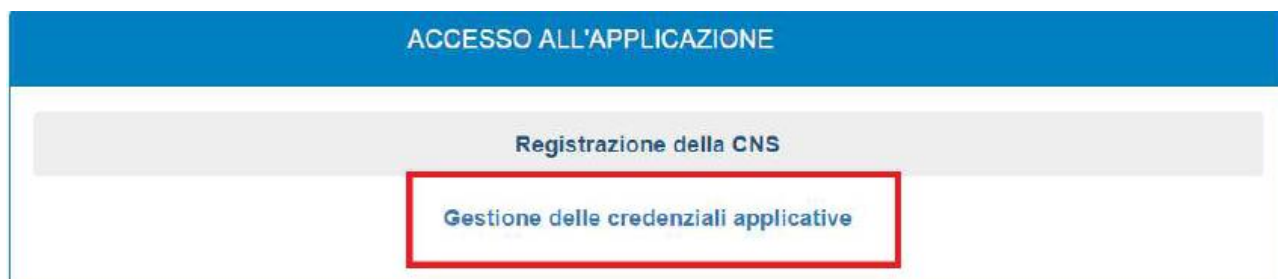 ACCESSO ALL'APPLICAZIONE
Registrazione della CNS
Gestione delle credenziali applicative